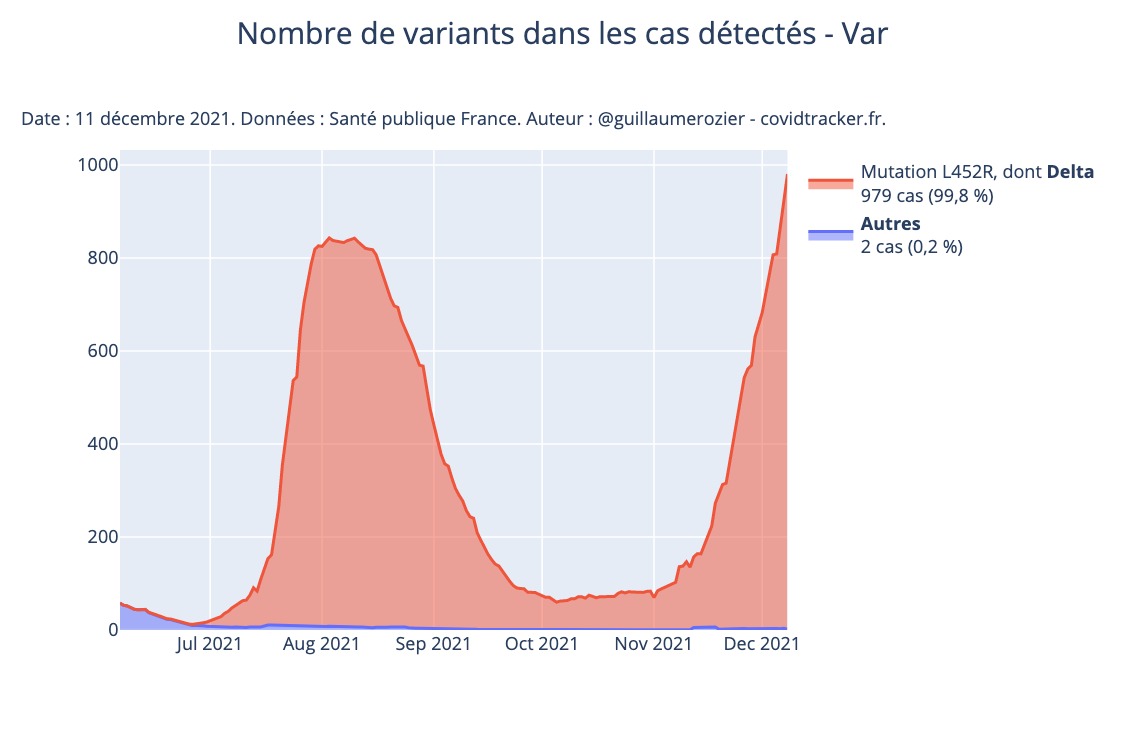 Nombre de variants dans les cas détectés - Var
Date : 11 décembre 2021. Données : Santé publique France. Auteur : @guillaumerozier - covidtracker.fr.
1000
800
600
400
200
0
Jul 2021
Aug 2021
Sep 2021
Oct 2021
Nov 2021
Dec 2021
Mutation L452R, dont Delta
979 cas (99,8 %)
Autres
2 cas (0,2 %)